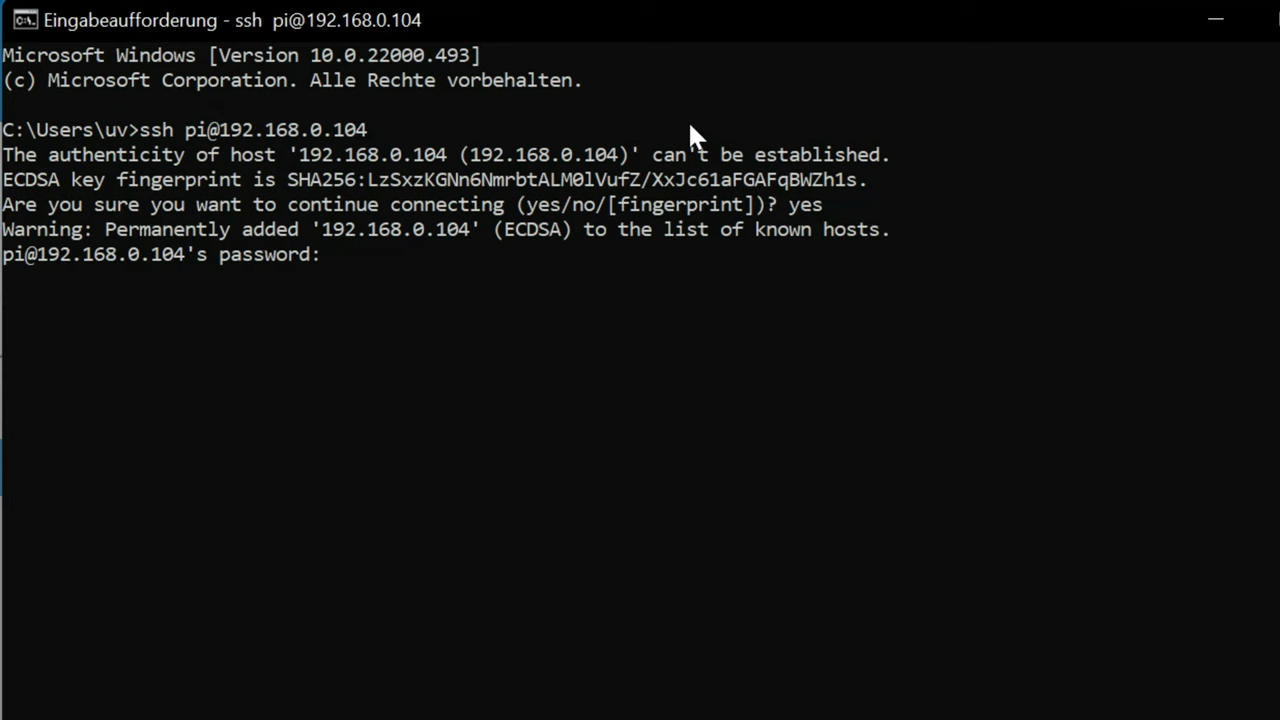 Eingabeaufforderung - ssh  pi@192.168.0.104
Microsoft Windows [Version 10.0.22000.493]
(c) Microsoft Corporation. Alle Rechte vorbehalten.
C:\Users\uv>ssh pi@192.168.0.104
The authenticity of host '192.168.0.104 (192.168.0.104)' can't be established.
ECDSA key fingerprint is SHA256:LzSxzKGNn6NmrbtALM0lVufZ/XxJc61aFGAFqBWZh1s.
Are you sure you want to continue connecting (yes/no/[fingerprint])? yes
Warning: Permanently added '192.168.0.104' (ECDSA) to the list of known hosts.
pi@192.168.0.104's password: